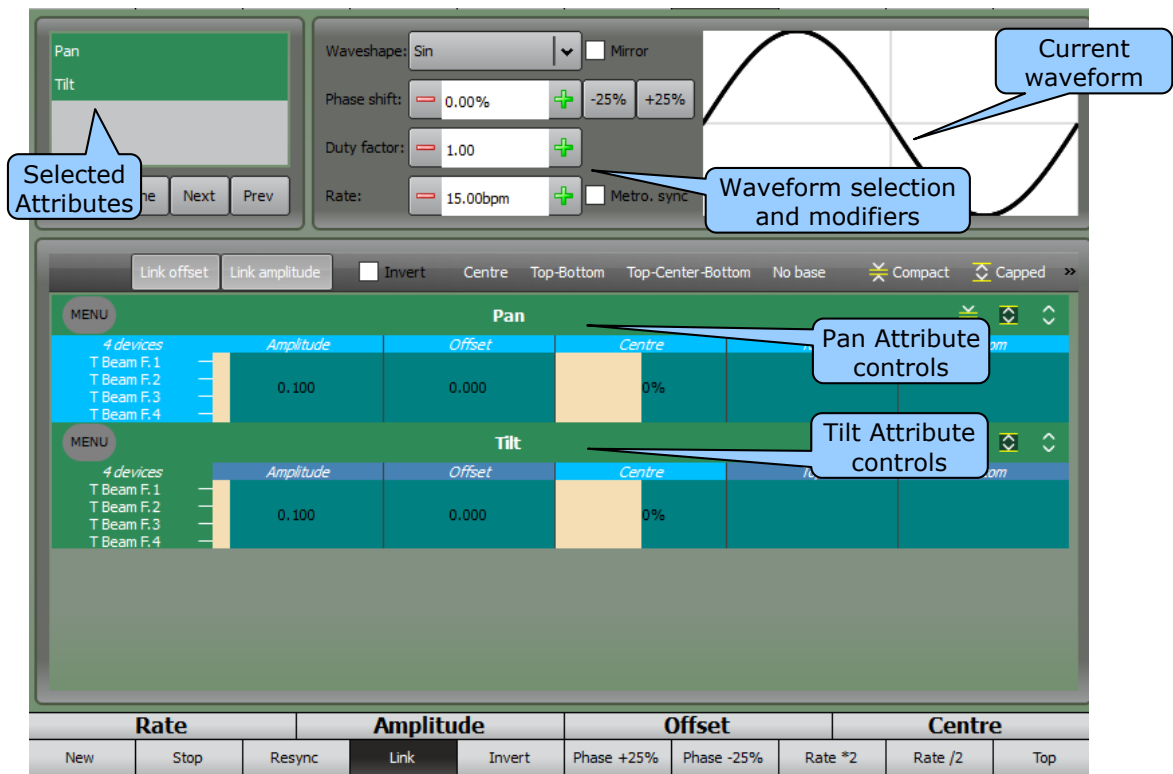 Pan
Tilt
Selected
Attributes
Next
Prev
Waveshape:
Sin
Mirror
Phase shift:
0.00%
-25%
+25%
Duty factor:
1.00
Rate:
15.00bpm
Metro. sync
Current
waveform
Waveform selection
and modifiers
Link offset
Link amplitude
Invert
Centre
Top-Bottom
Top-Center-Bottom
No base
Compact
Capped
»
MENU
Pan
4 devices
Amplitude
Offset
Centre
T Beam F.1
T Beam F.2
T Beam F.3
T Beam F.4
0.100
0.000
0%
Pan Attribute
controls
MENU
Tilt
4 devices
Amplitude
Offset
Centre
T Beam F.1
T Beam F.2
T Beam F.3
T Beam F.4
0.100
0.000
0%
Tilt Attribute
controls
Rate
Amplitude
Offset
Centre
New
Stop
Resync
Link
Invert
Phase +25%
Phase -25%
Rate *2
Rate /2
Top